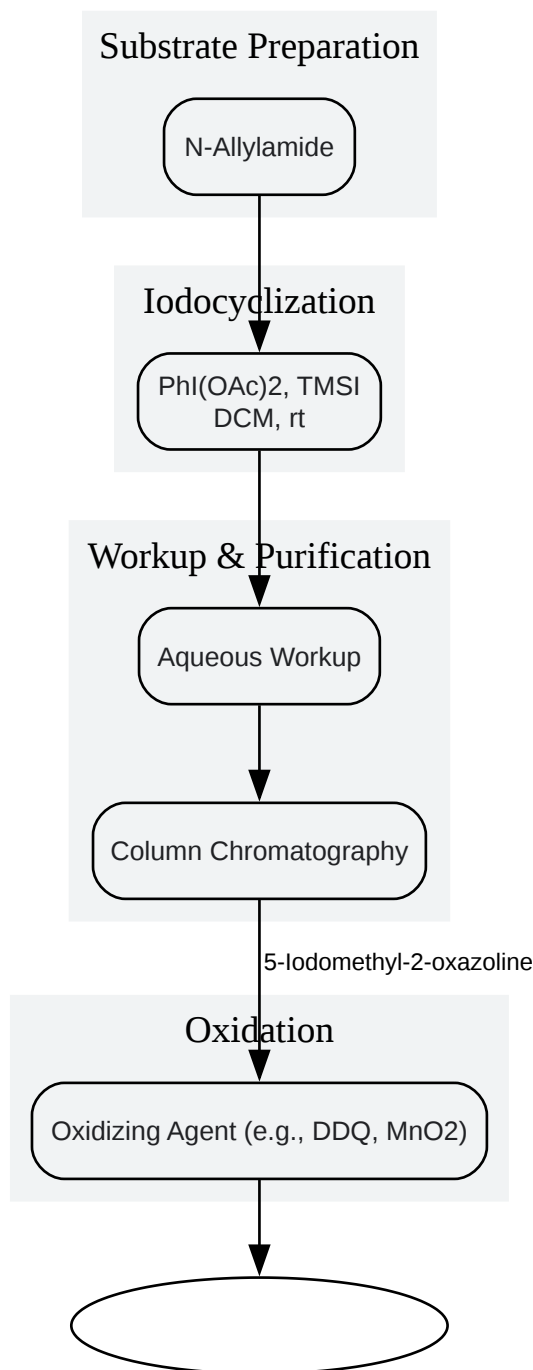 Substrate Preparation
N-Allylamide
Iodocyclization
PhI(OAc)2, TMSI
DCM, rt
Workup & Purification
Aqueous Workup
Column Chromatography
5-Iodomethyl-2-oxazoline
Oxidation
Oxidizing Agent (e.g., DDQ, MnO2)